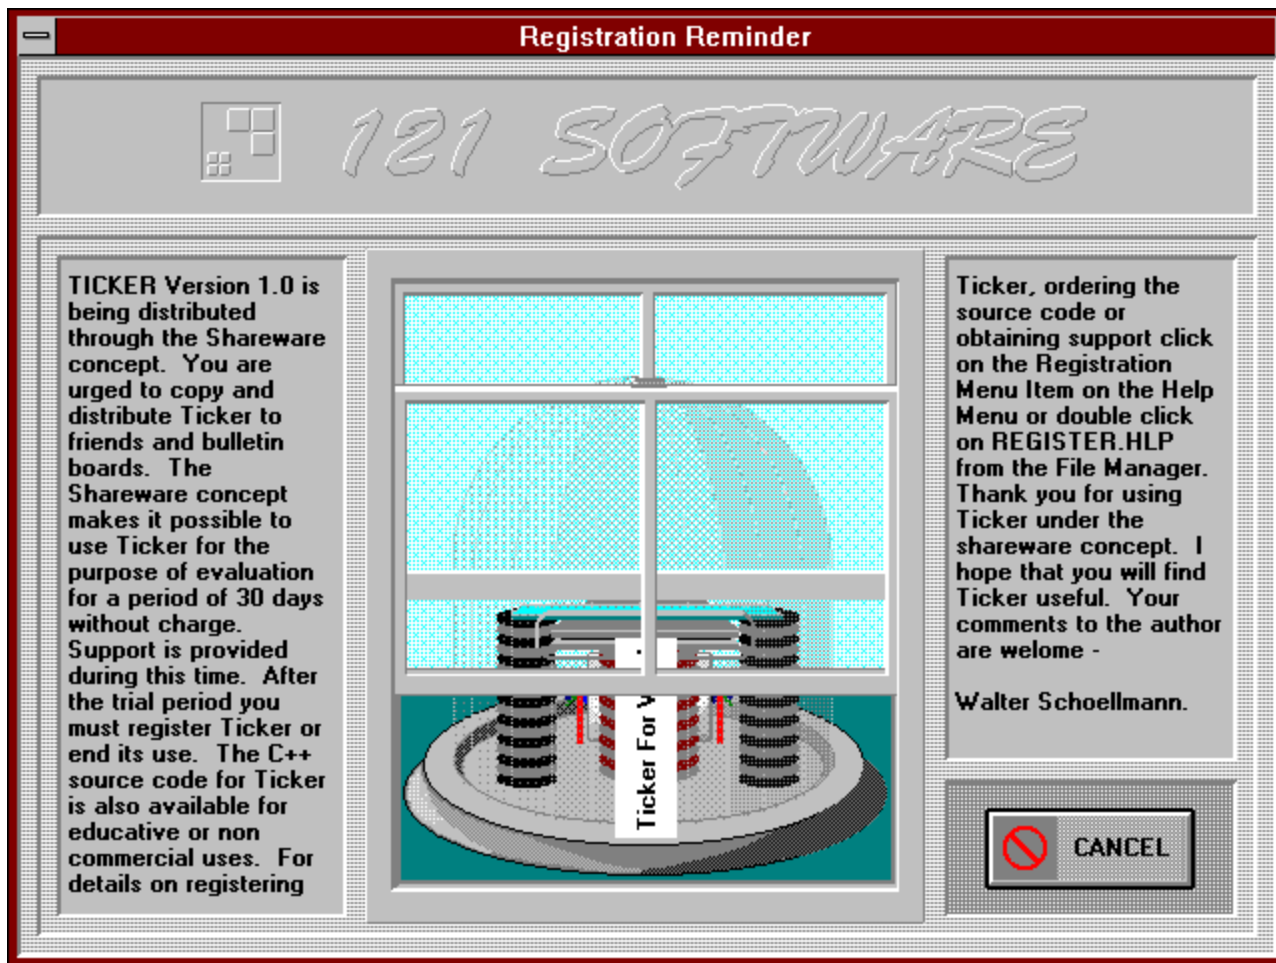 Registration Reminder
121 SOFTWARE
TICKER Version 1.0 is
being distributed
through the Shareware
concept.  You are
urged to copy and
distribute Ticker to
friends and bulletin
boards.  The
Shareware concept
makes it possible to
use Ticker for the
purpose of evaluation
for a period of 30 days
without charge.
Support is provided
during this time.  After
the trial period you
must register Ticker or
end its use.  The C++
source code for Ticker
is also available for
educative or non
commercial uses.  For
details on registering
Ticker For
Ticker, ordering the
source code or
obtaining support click
on the Registration
Menu Item on the Help
Menu or double click
on REGISTER.HLP
from the File Manager.
Thank you for using
Ticker under the
shareware concept.  I
hope that you will find
Ticker useful.  Your
comments to the author
are welome -
Walter Schoellmann.
CANCEL